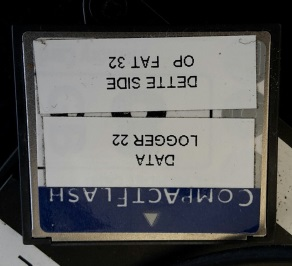 COMPACTFLASH
DATA
LOGGER 22
DETTE SIDE
OP FAT 32